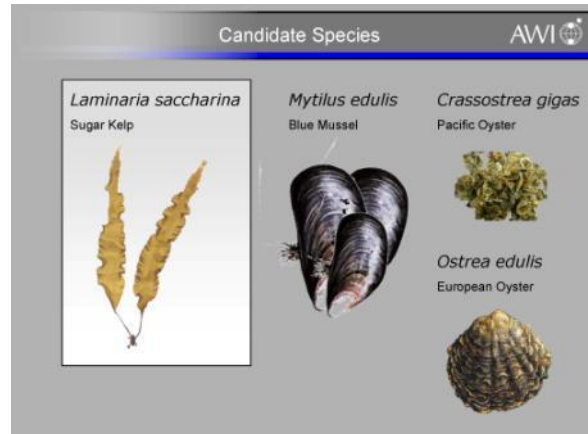 Candidate Species
AWI
Laminaria saccharina
Sugar Kelp
Mytilus edulis
Blue Mussel
Crassostrea gigas
Pacific Oyster
Ostrea edulis
European Oyster